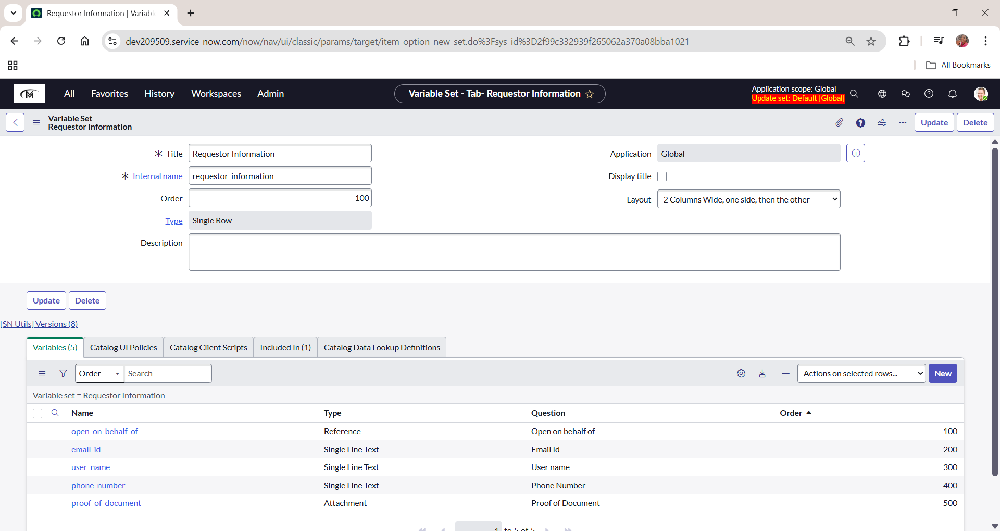 Requestor Information | Variabl
dev209509.service-now.com/now/nav/ui/classic/params/target/item_option_new_set.do%3Fsys_id%3D2f99c332939f265062a370a08bba1021
All Bookmarks
M
All
Favorites
History
Workspaces
Admin
Variable Set - Tab- Requestor Information
Application scope: Global
Update set: Default [Global]
Variable Set
Requestor Information
Update
Delete
Title
Requestor Information
Application
Global
Internal name
requestor_information
Display title
Order
100
Layout
2 Columns Wide, one side, then the other
Type
Single Row
Description
Update
Delete
[SN Utils] Versions (8)
Variables (5)
Catalog UI Policies
Catalog Client Scripts
Included In (1)
Catalog Data Lookup Definitions
Order
Search
Actions on selected rows...
New
Variable set = Requestor Information
Name
Type
Question
Order
open_on_behalf_of
Reference
Open on behalf of
100
email_id
Single Line Text
Email Id
200
user_name
Single Line Text
User name
300
phone_number
Single Line Text
Phone Number
400
proof_of_document
Attachment
Proof of Document
500
1 to 5 of 5